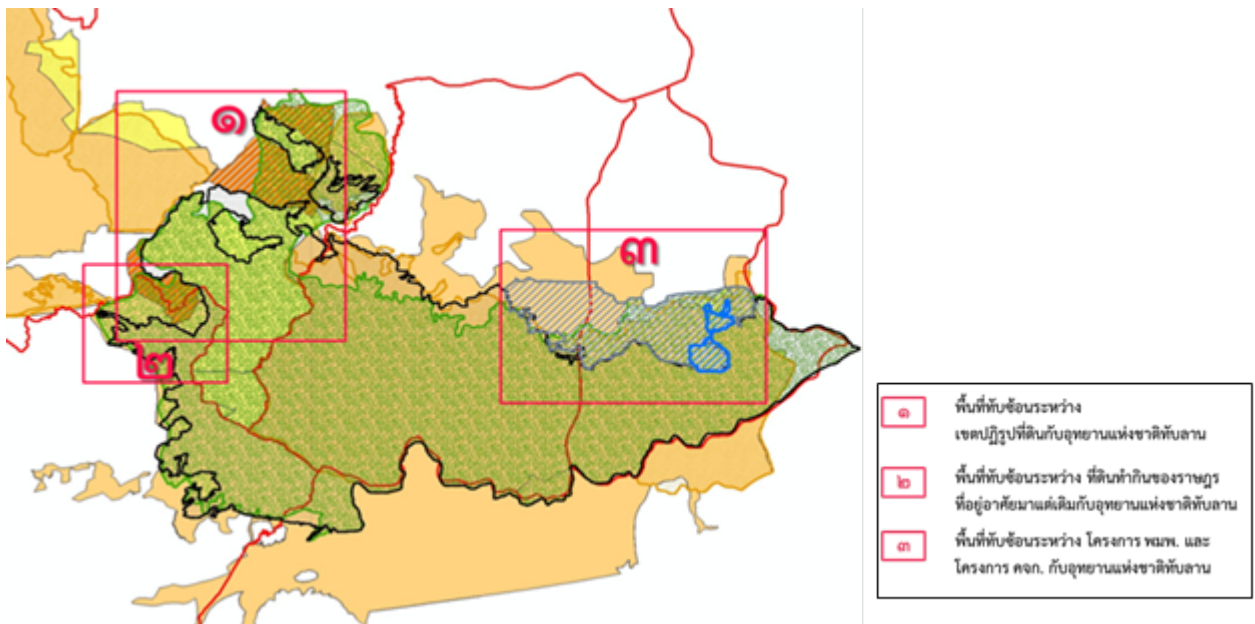 ๑
๓
๒
๑ พื้นที่ทับซ้อนระหว่าง
เขตปฏิรูปที่ดินกับอุทยานแห่งชาติทับลาน
๒ พื้นที่ทับซ้อนระหว่าง ที่ดินทำกินของราษฎร
ที่อยู่อาศัยมาแต่เดิมกับอุทยานแห่งชาติทับลาน
๓ พื้นที่ทับซ้อนระหว่าง โครงการ พมพ. และ
โครงการ คจก. กับอุทยานแห่งชาติทับลาน